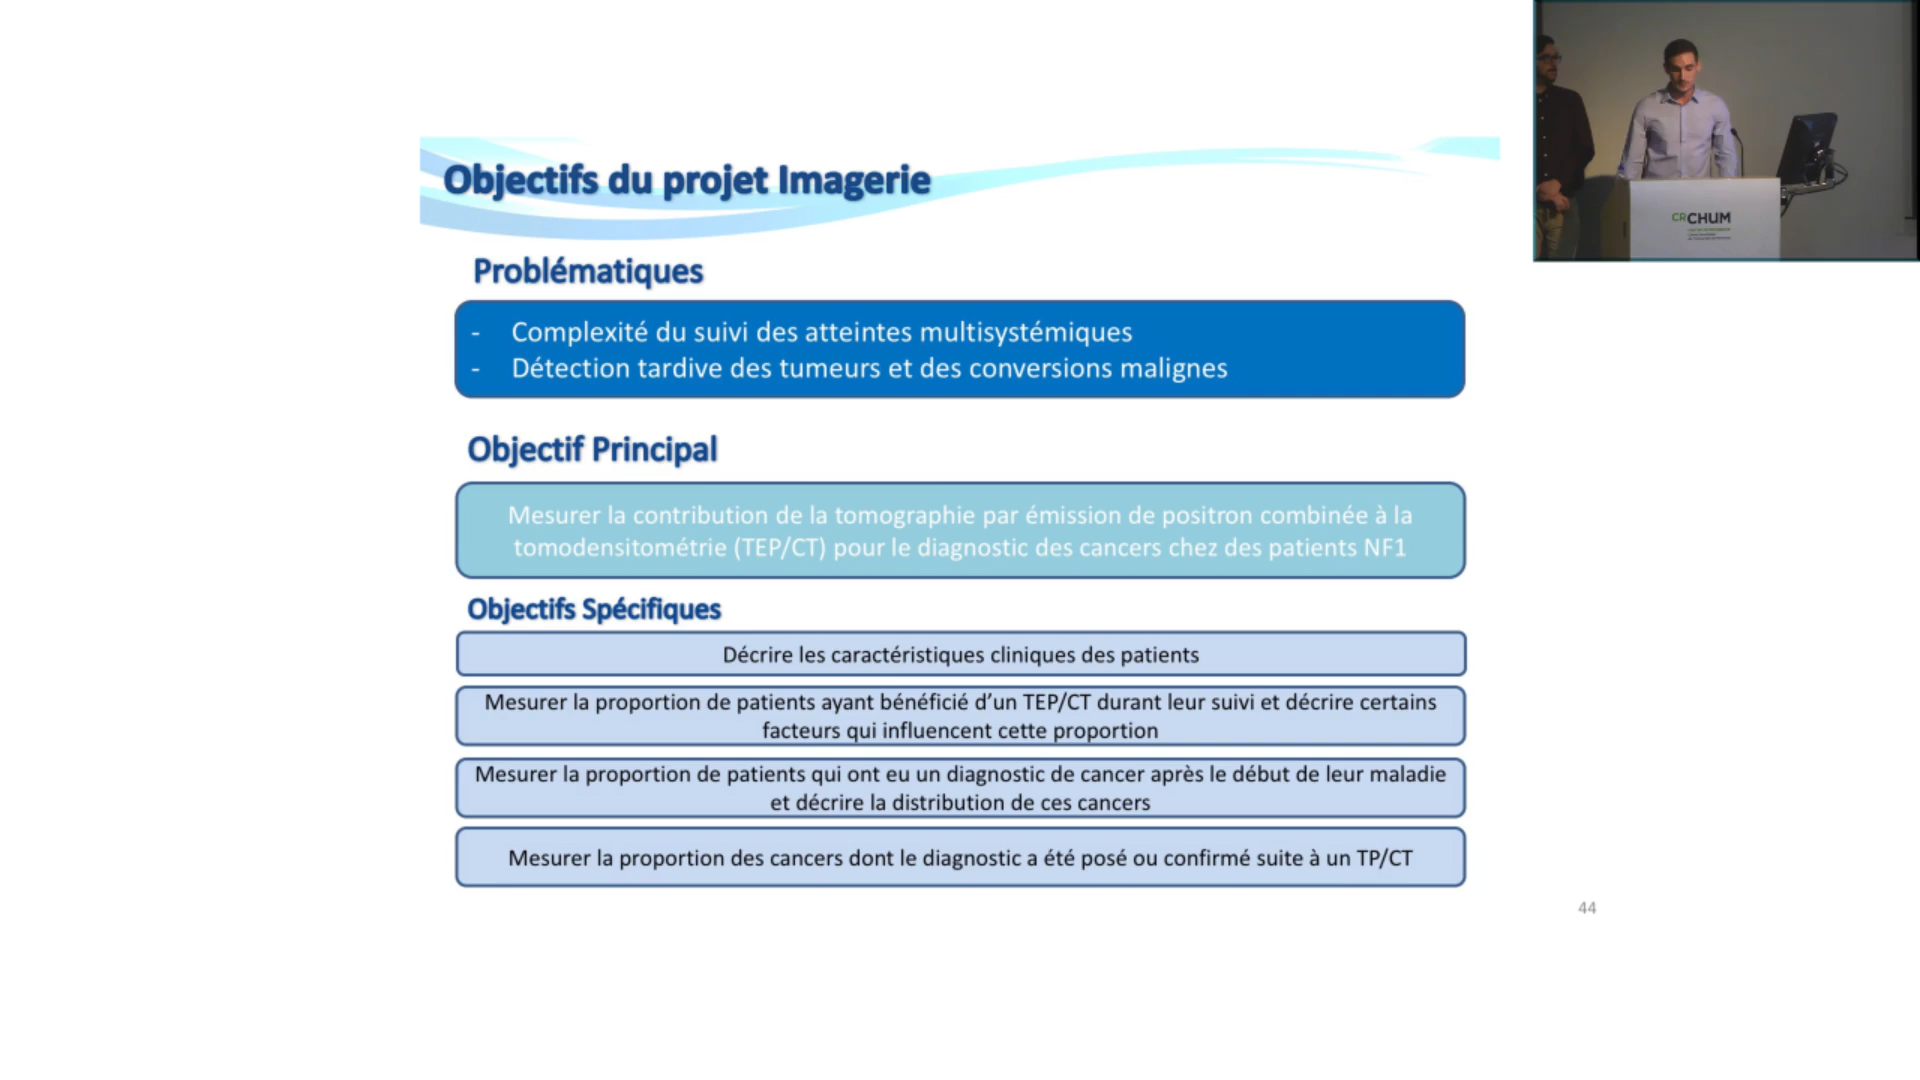 Objectifs du projet Imagerie
Problématiques
- Complexité du suivi des atteintes multisystémiques
- Détection tardive des tumeurs et des conversions malignes
Objectif Principal
Mesurer la contribution de la tomographie par émission de positron combinée à la
tomodensitométrie (TEP/CT) pour le diagnostic des cancers chez des patients NF1
Objectifs Spécifiques
Décrire les caractéristiques cliniques des patients
Mesurer la proportion de patients ayant bénéficié d’un TEP/CT durant leur suivi et décrire certains
facteurs qui influencent cette proportion
Mesurer la proportion de patients qui ont eu un diagnostic de cancer après le début de leur maladie
et décrire la distribution de ces cancers
Mesurer la proportion des cancers dont le diagnostic a été posé ou confirmé suite à un TP/CT
44
CRCHUM